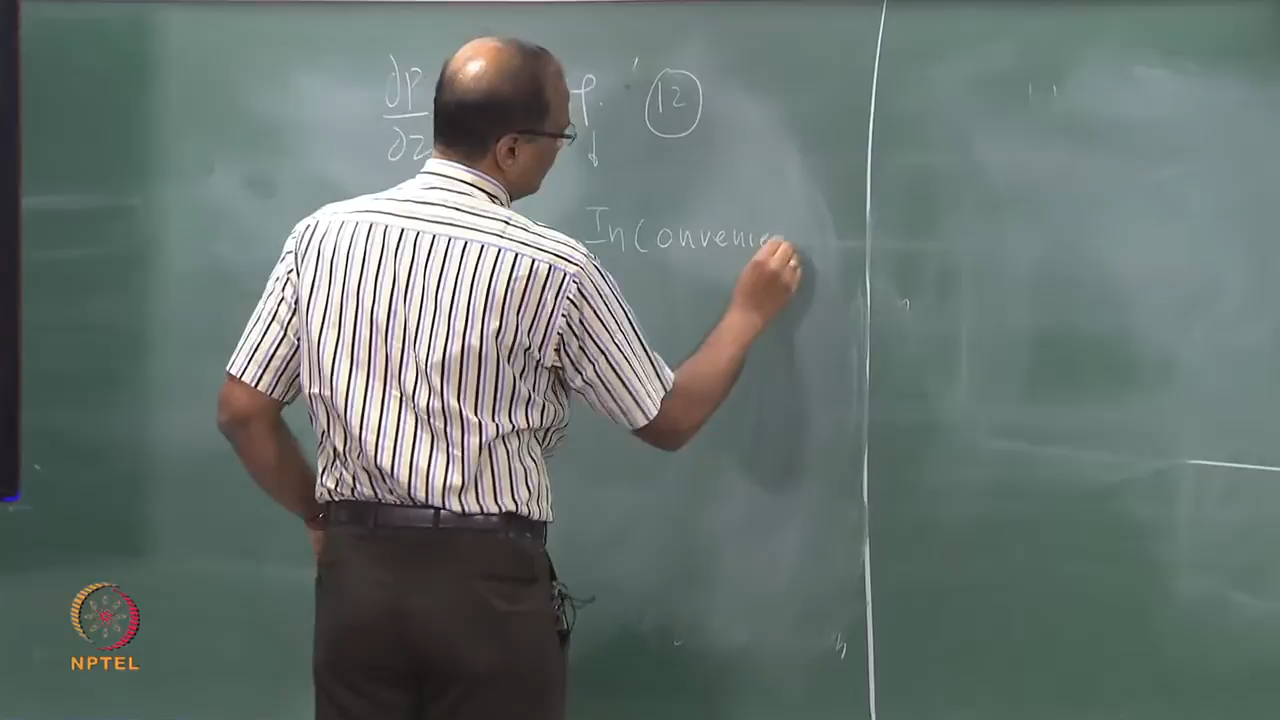 ∂P
∂z
ρ.
12
Inconvenie
NPTEL